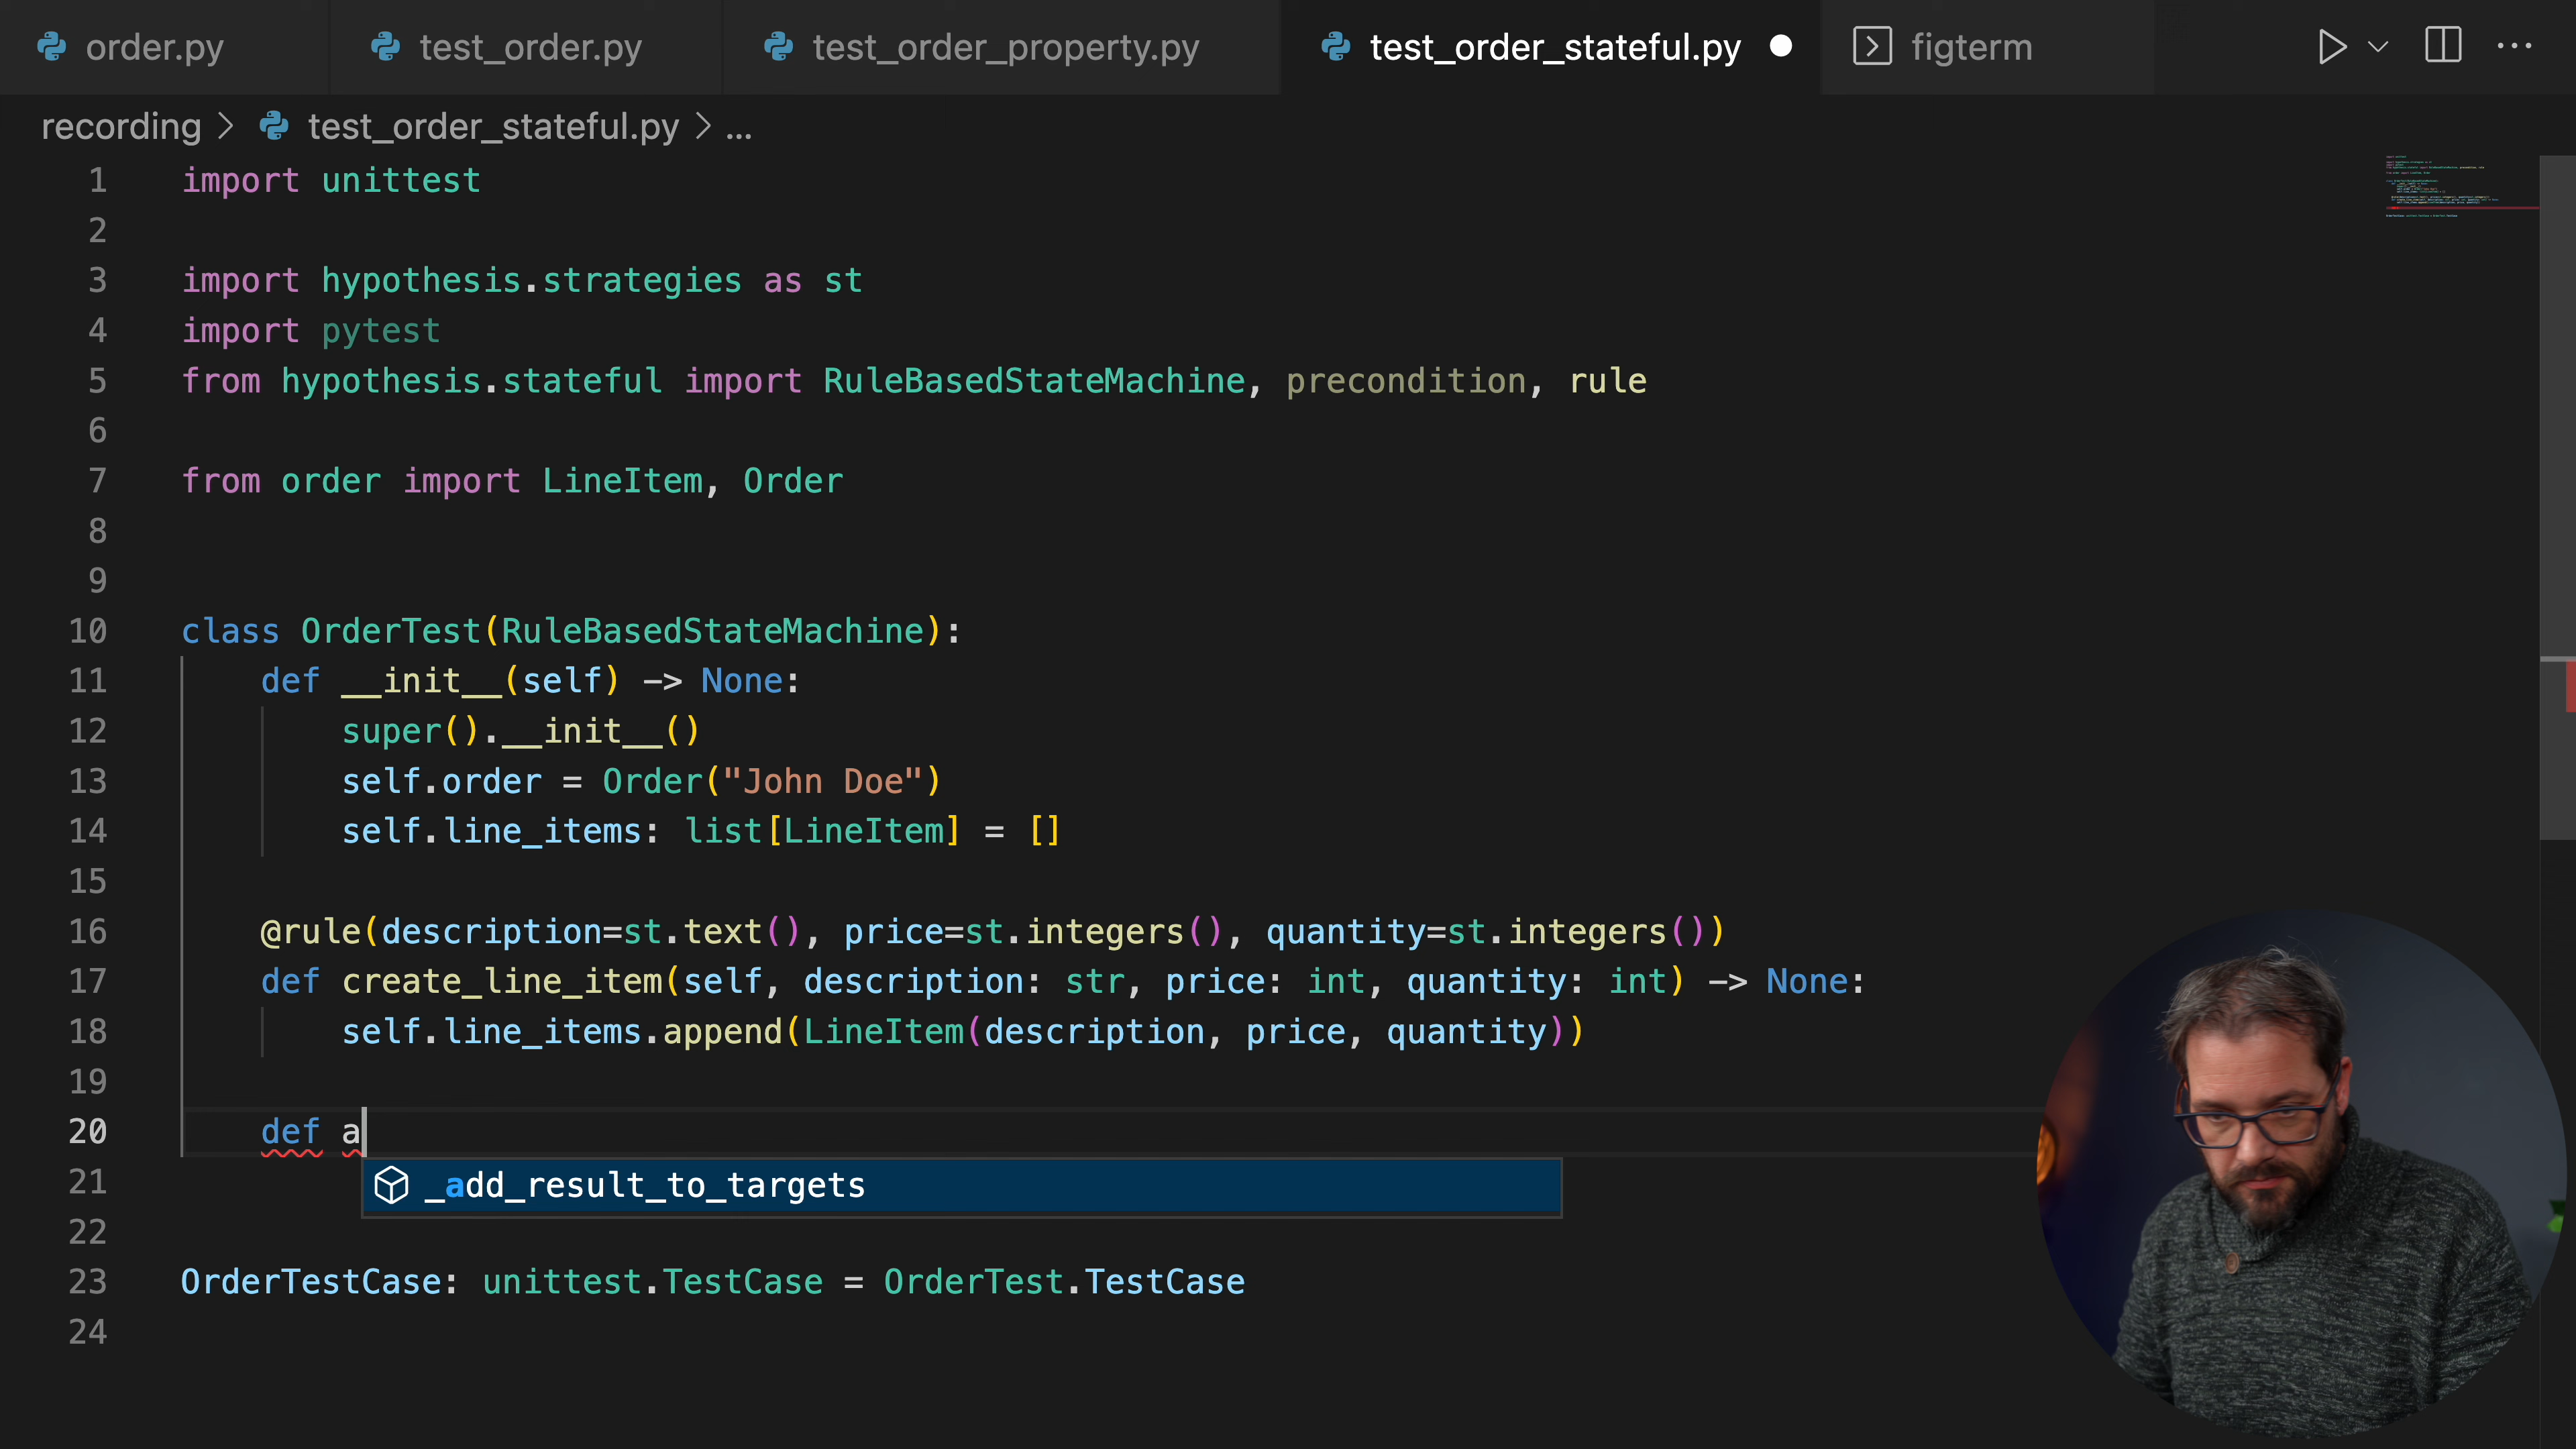 order.py test_order.py test_order_property.py test_order_stateful.py figterm
recording > test_order_stateful.py > ...
1 import unittest
2
3 import hypothesis.strategies as st
4 import pytest
5 from hypothesis.stateful import RuleBasedStateMachine, precondition, rule
6
7 from order import LineItem, Order
8
9
10 class OrderTest(RuleBasedStateMachine):
11 def __init__(self) -> None:
12 super().__init__()
13 self.order = Order("John Doe")
14 self.line_items: list[LineItem] = []
15
16 @rule(description=st.text(), price=st.integers(), quantity=st.integers())
17 def create_line_item(self, description: str, price: int, quantity: int) -> None:
18 self.line_items.append(LineItem(description, price, quantity))
19
20 def a
21 _add_result_to_targets
22
23 OrderTestCase: unittest.TestCase = OrderTest.TestCase
24